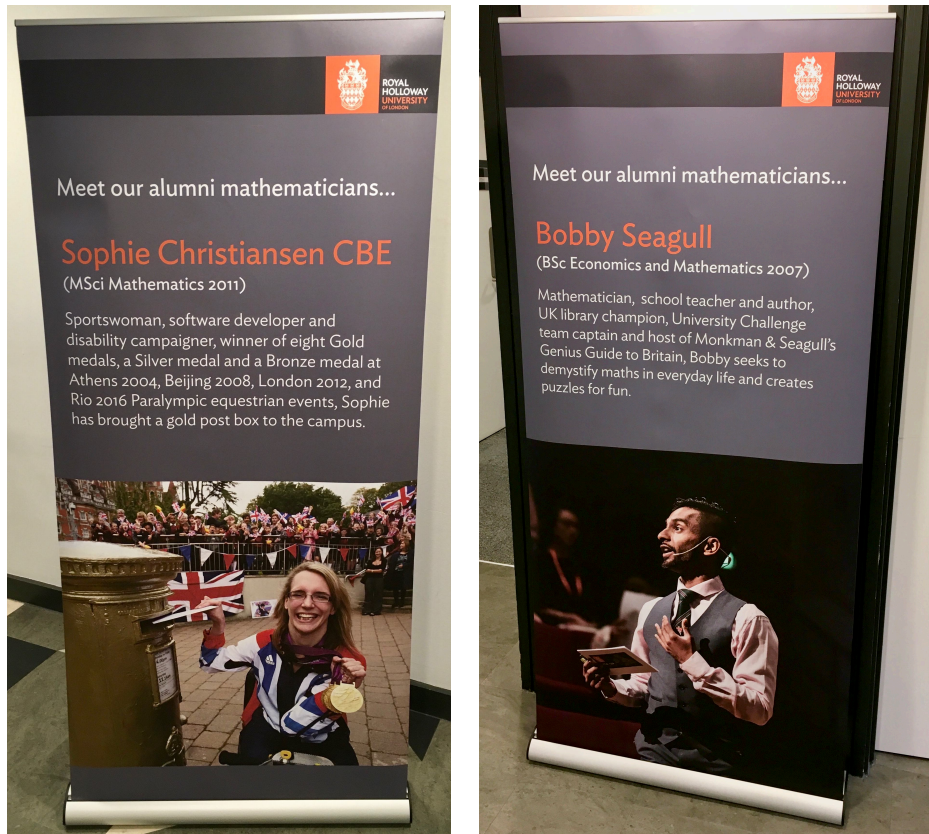 ROYAL
HOLLOWAY
UNIVERSITY
OF LONDON
Meet our alumni mathematicians...
Sophie Christiansen CBE
(MSci Mathematics 2011)
Sportswoman, software developer and
disability campaigner, winner of eight Gold
medals, a Silver medal and a Bronze medal at
Athens 2004, Beijing 2008, London 2012, and
Rio 2016 Paralympic equestrian events, Sophie
has brought a gold post box to the campus.
ROYAL
HOLLOWAY
UNIVERSITY
OF LONDON
Meet our alumni mathematicians...
Bobby Seagull
(BSc Economics and Mathematics 2007)
Mathematician, school teacher and author,
UK library champion, University Challenge
team captain and host of Monkman & Seagull's
Genius Guide to Britain, Bobby seeks to
demystify maths in everyday life and creates
puzzles for fun.